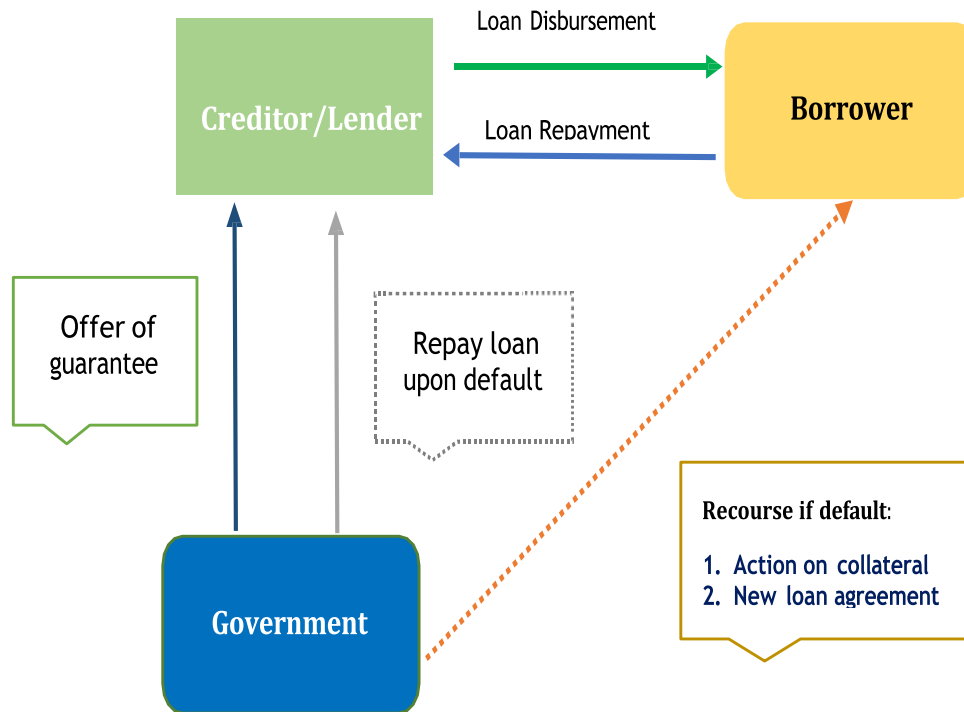 Loan Disbursement
Creditor/Lender
Borrower
Loan Repayment
Offer of
guarantee
Repay loan
upon default
Recourse if default:
1. Action on collateral
2. New loan agreement
Government